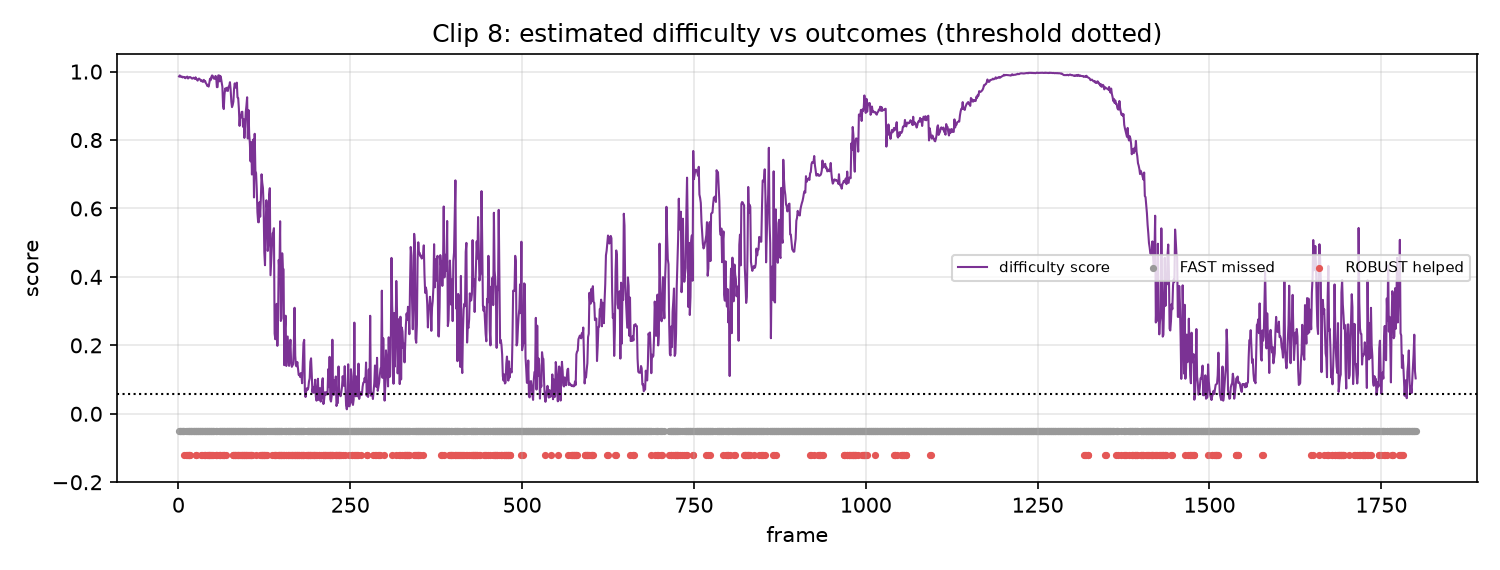 Clip 8: estimated difficulty vs outcomes (threshold dotted)
score
1.0
0.8
0.6
0.4
0.2
0.0
−0.2
difficulty score FAST missed ROBUST helped
0 250 500 750 1000 1250 1500 1750
frame